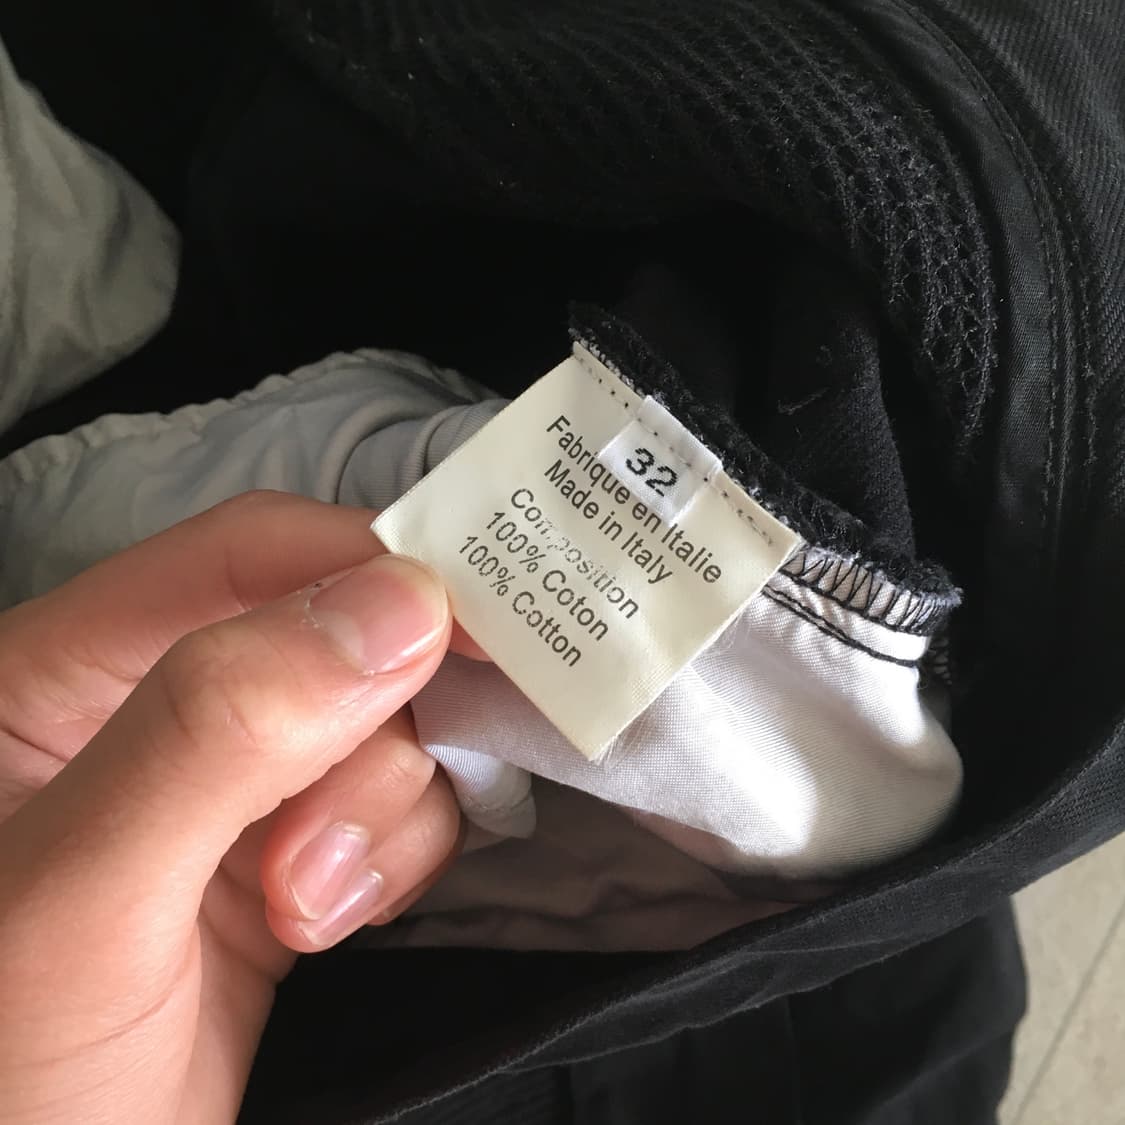 32
Fabrique en Italie
Made in Italy
Composition
100% Coton
100% Cotton